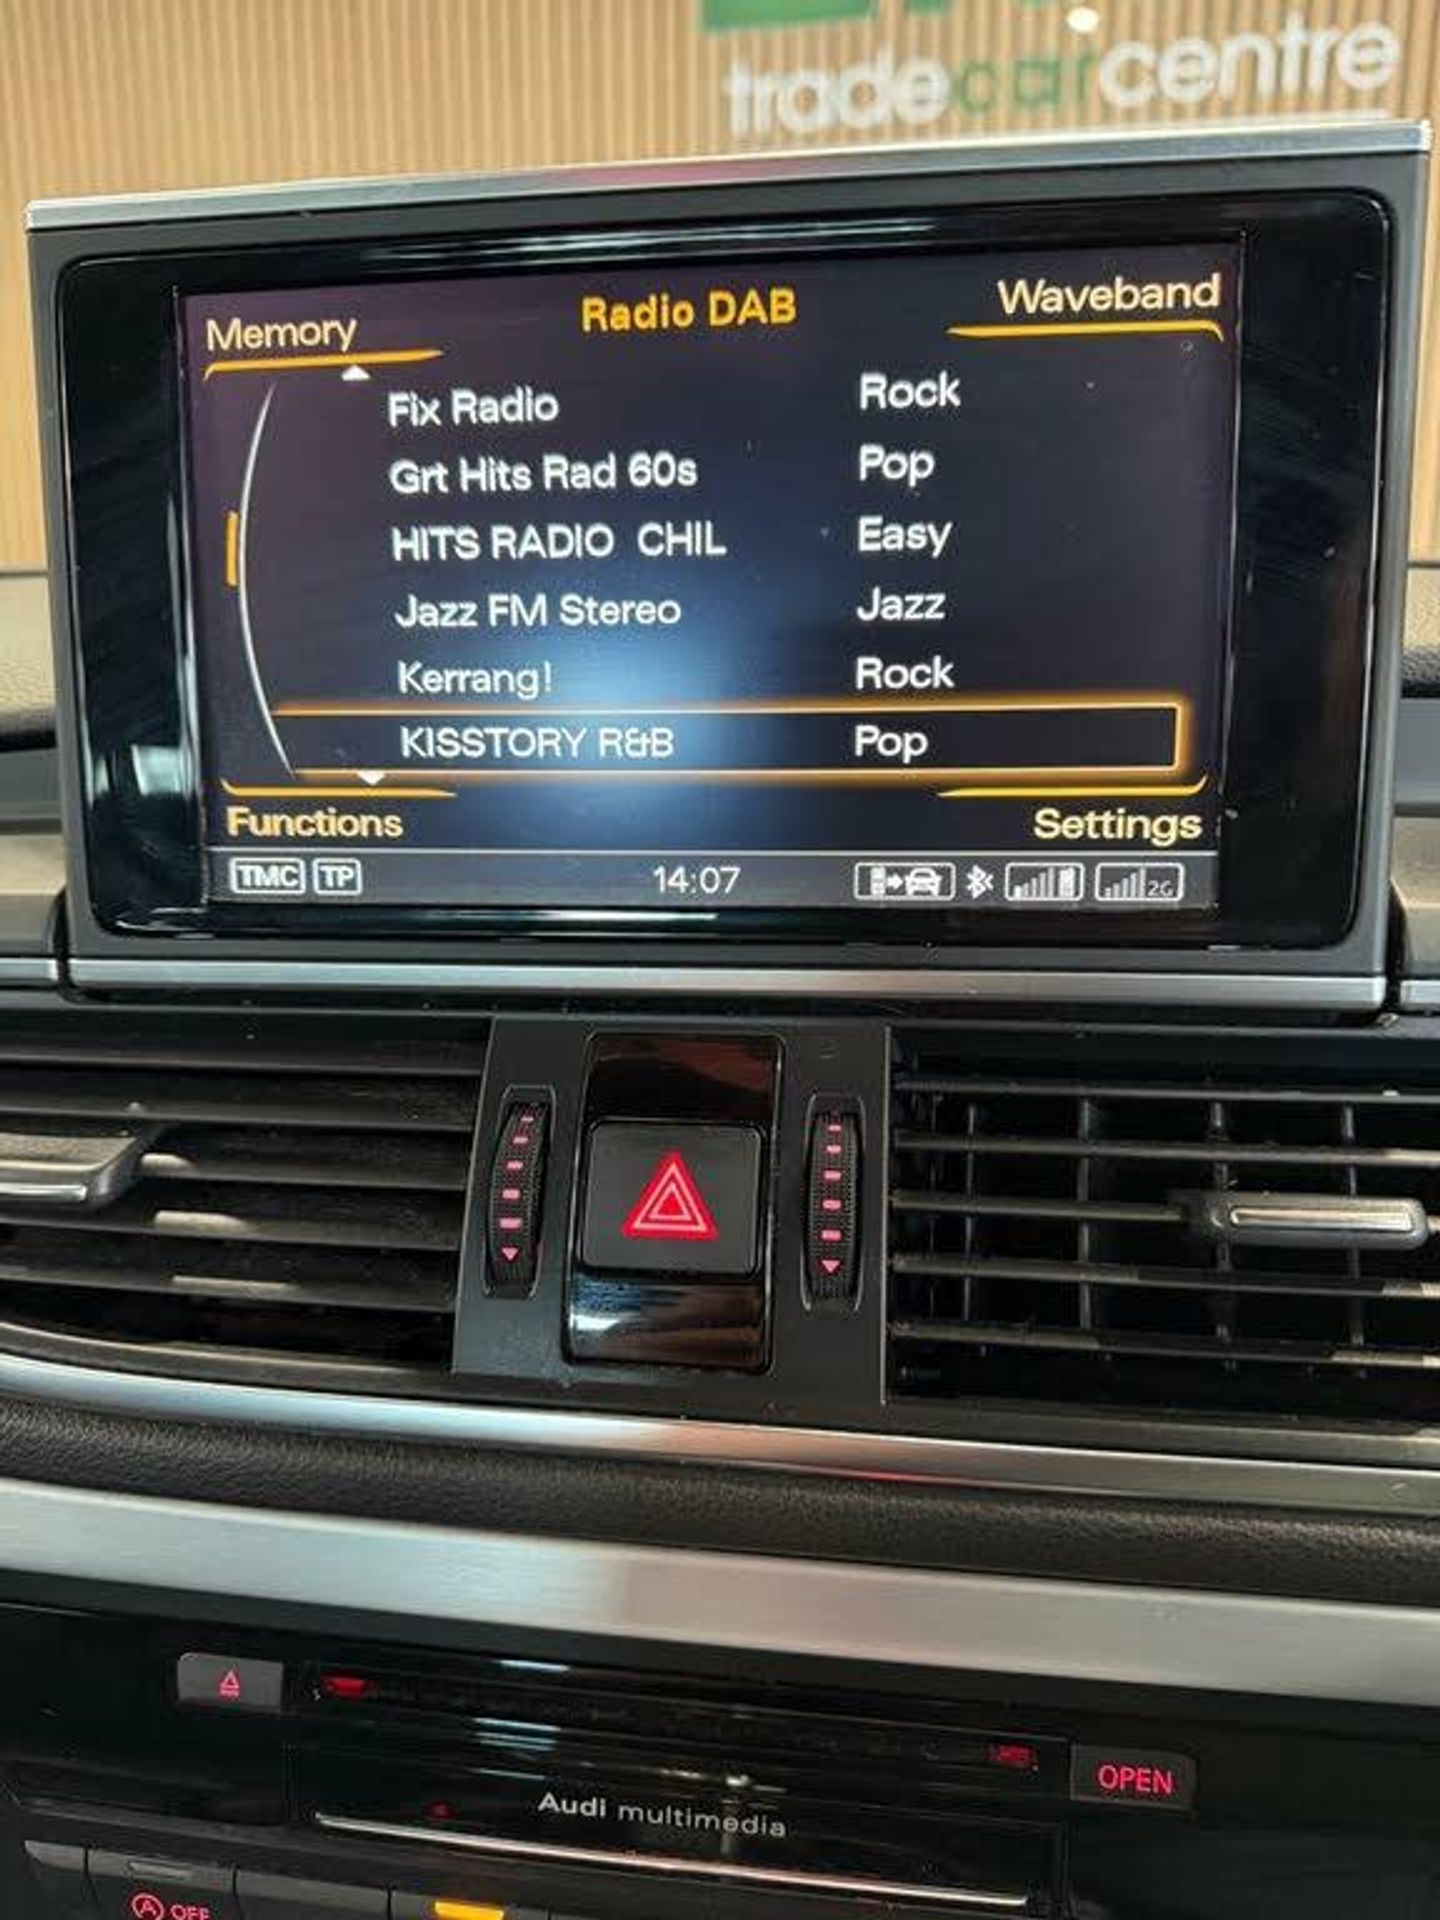 tradecarcentre
Memory
Radio DAB
Waveband
Fix Radio Rock
Grt Hits Rad 60s Pop
HITS RADIO CHIL Easy
Jazz FM Stereo Jazz
Kerrang! Rock
KISSTORY R&B Pop
Functions
Settings
TMC TP 14:07 2G
OPEN
Audi multimedia
A OFF